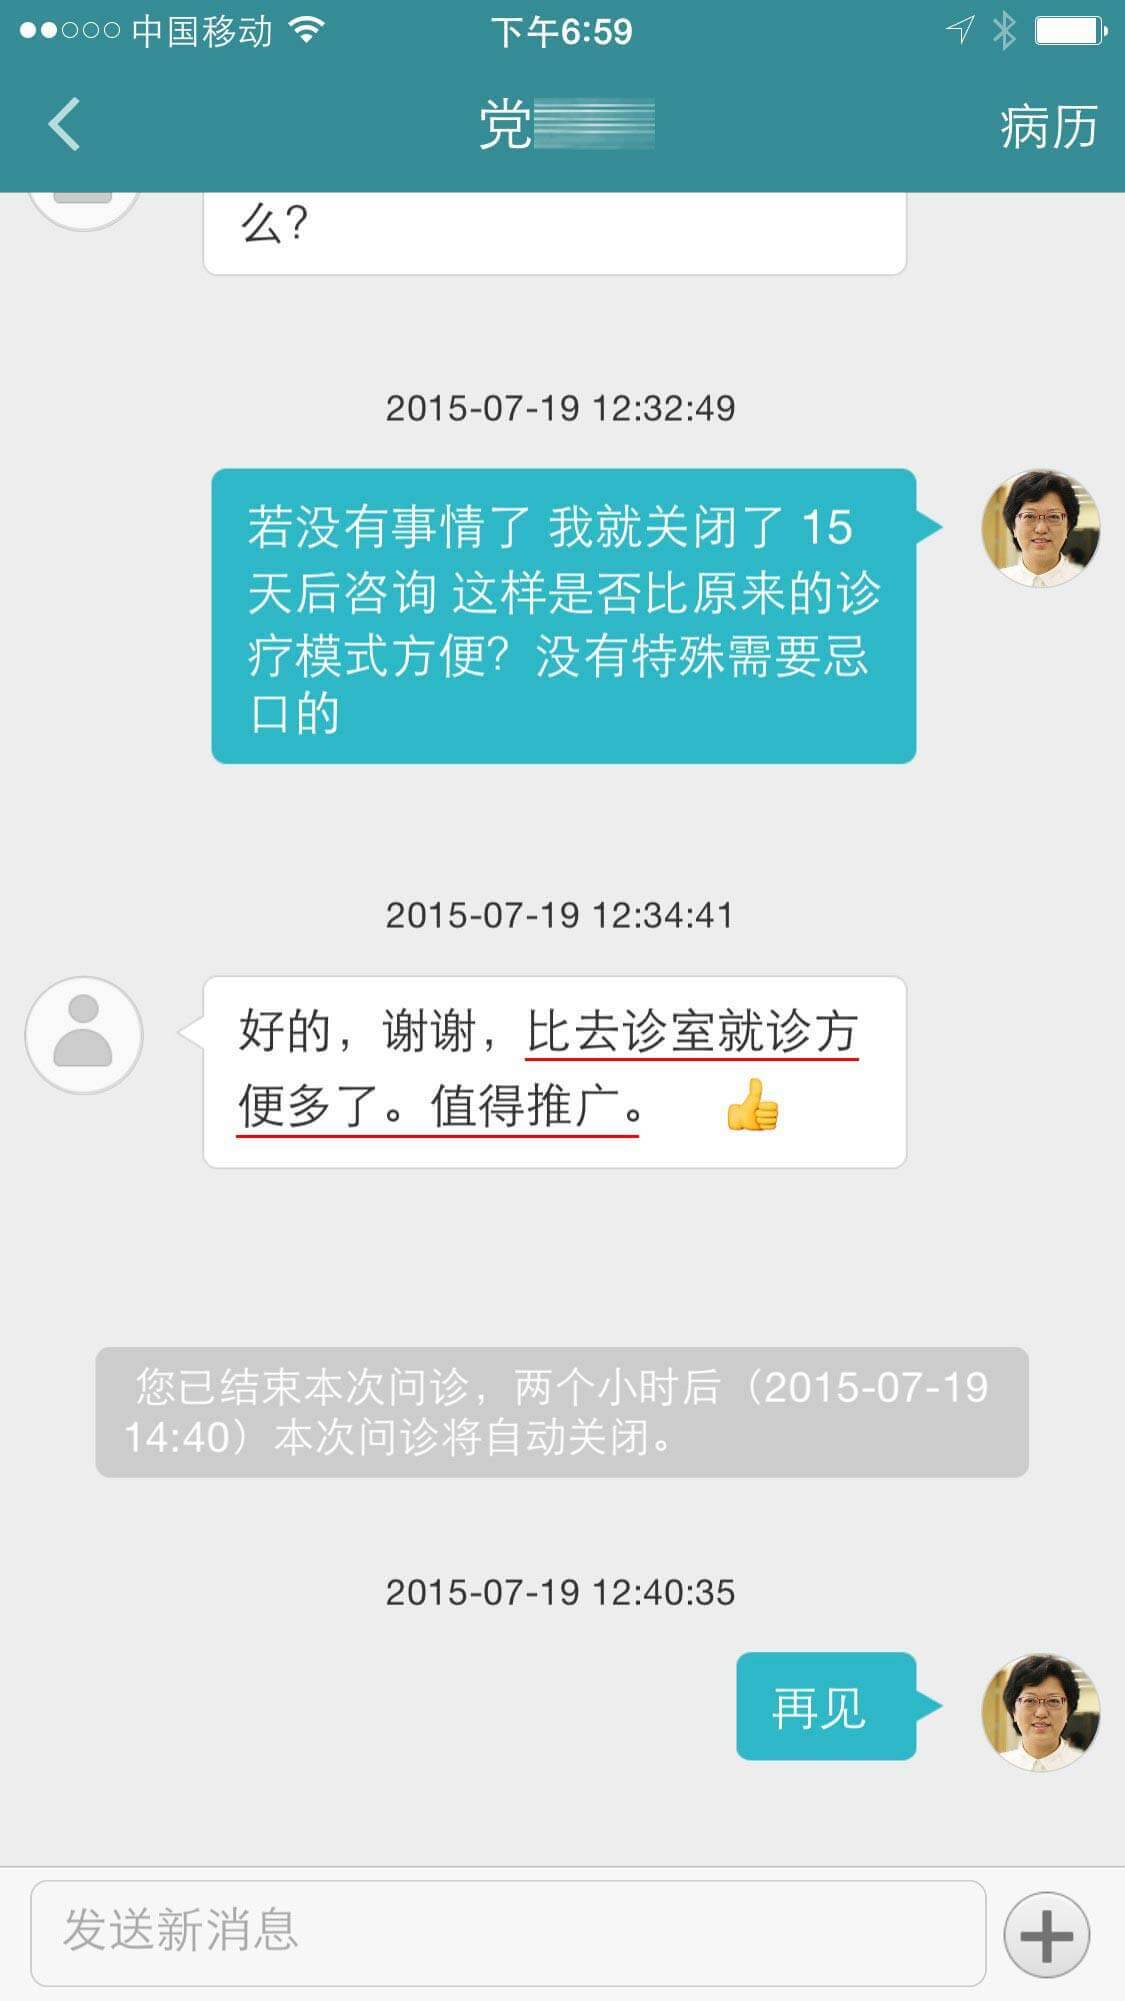 中国移动
下午6:59
党
病历
么？
2015-07-19 12:32:49
若没有事情了 我就关闭了 15
天后咨询 这样是否比原来的诊
疗模式方便？没有特殊需要忌
口的
2015-07-19 12:34:41
好的，谢谢，比去诊室就诊方
便多了。值得推广。
您已结束本次问诊，两个小时后（2015-07-19
14:40）本次问诊将自动关闭。
2015-07-19 12:40:35
再见
发送新消息